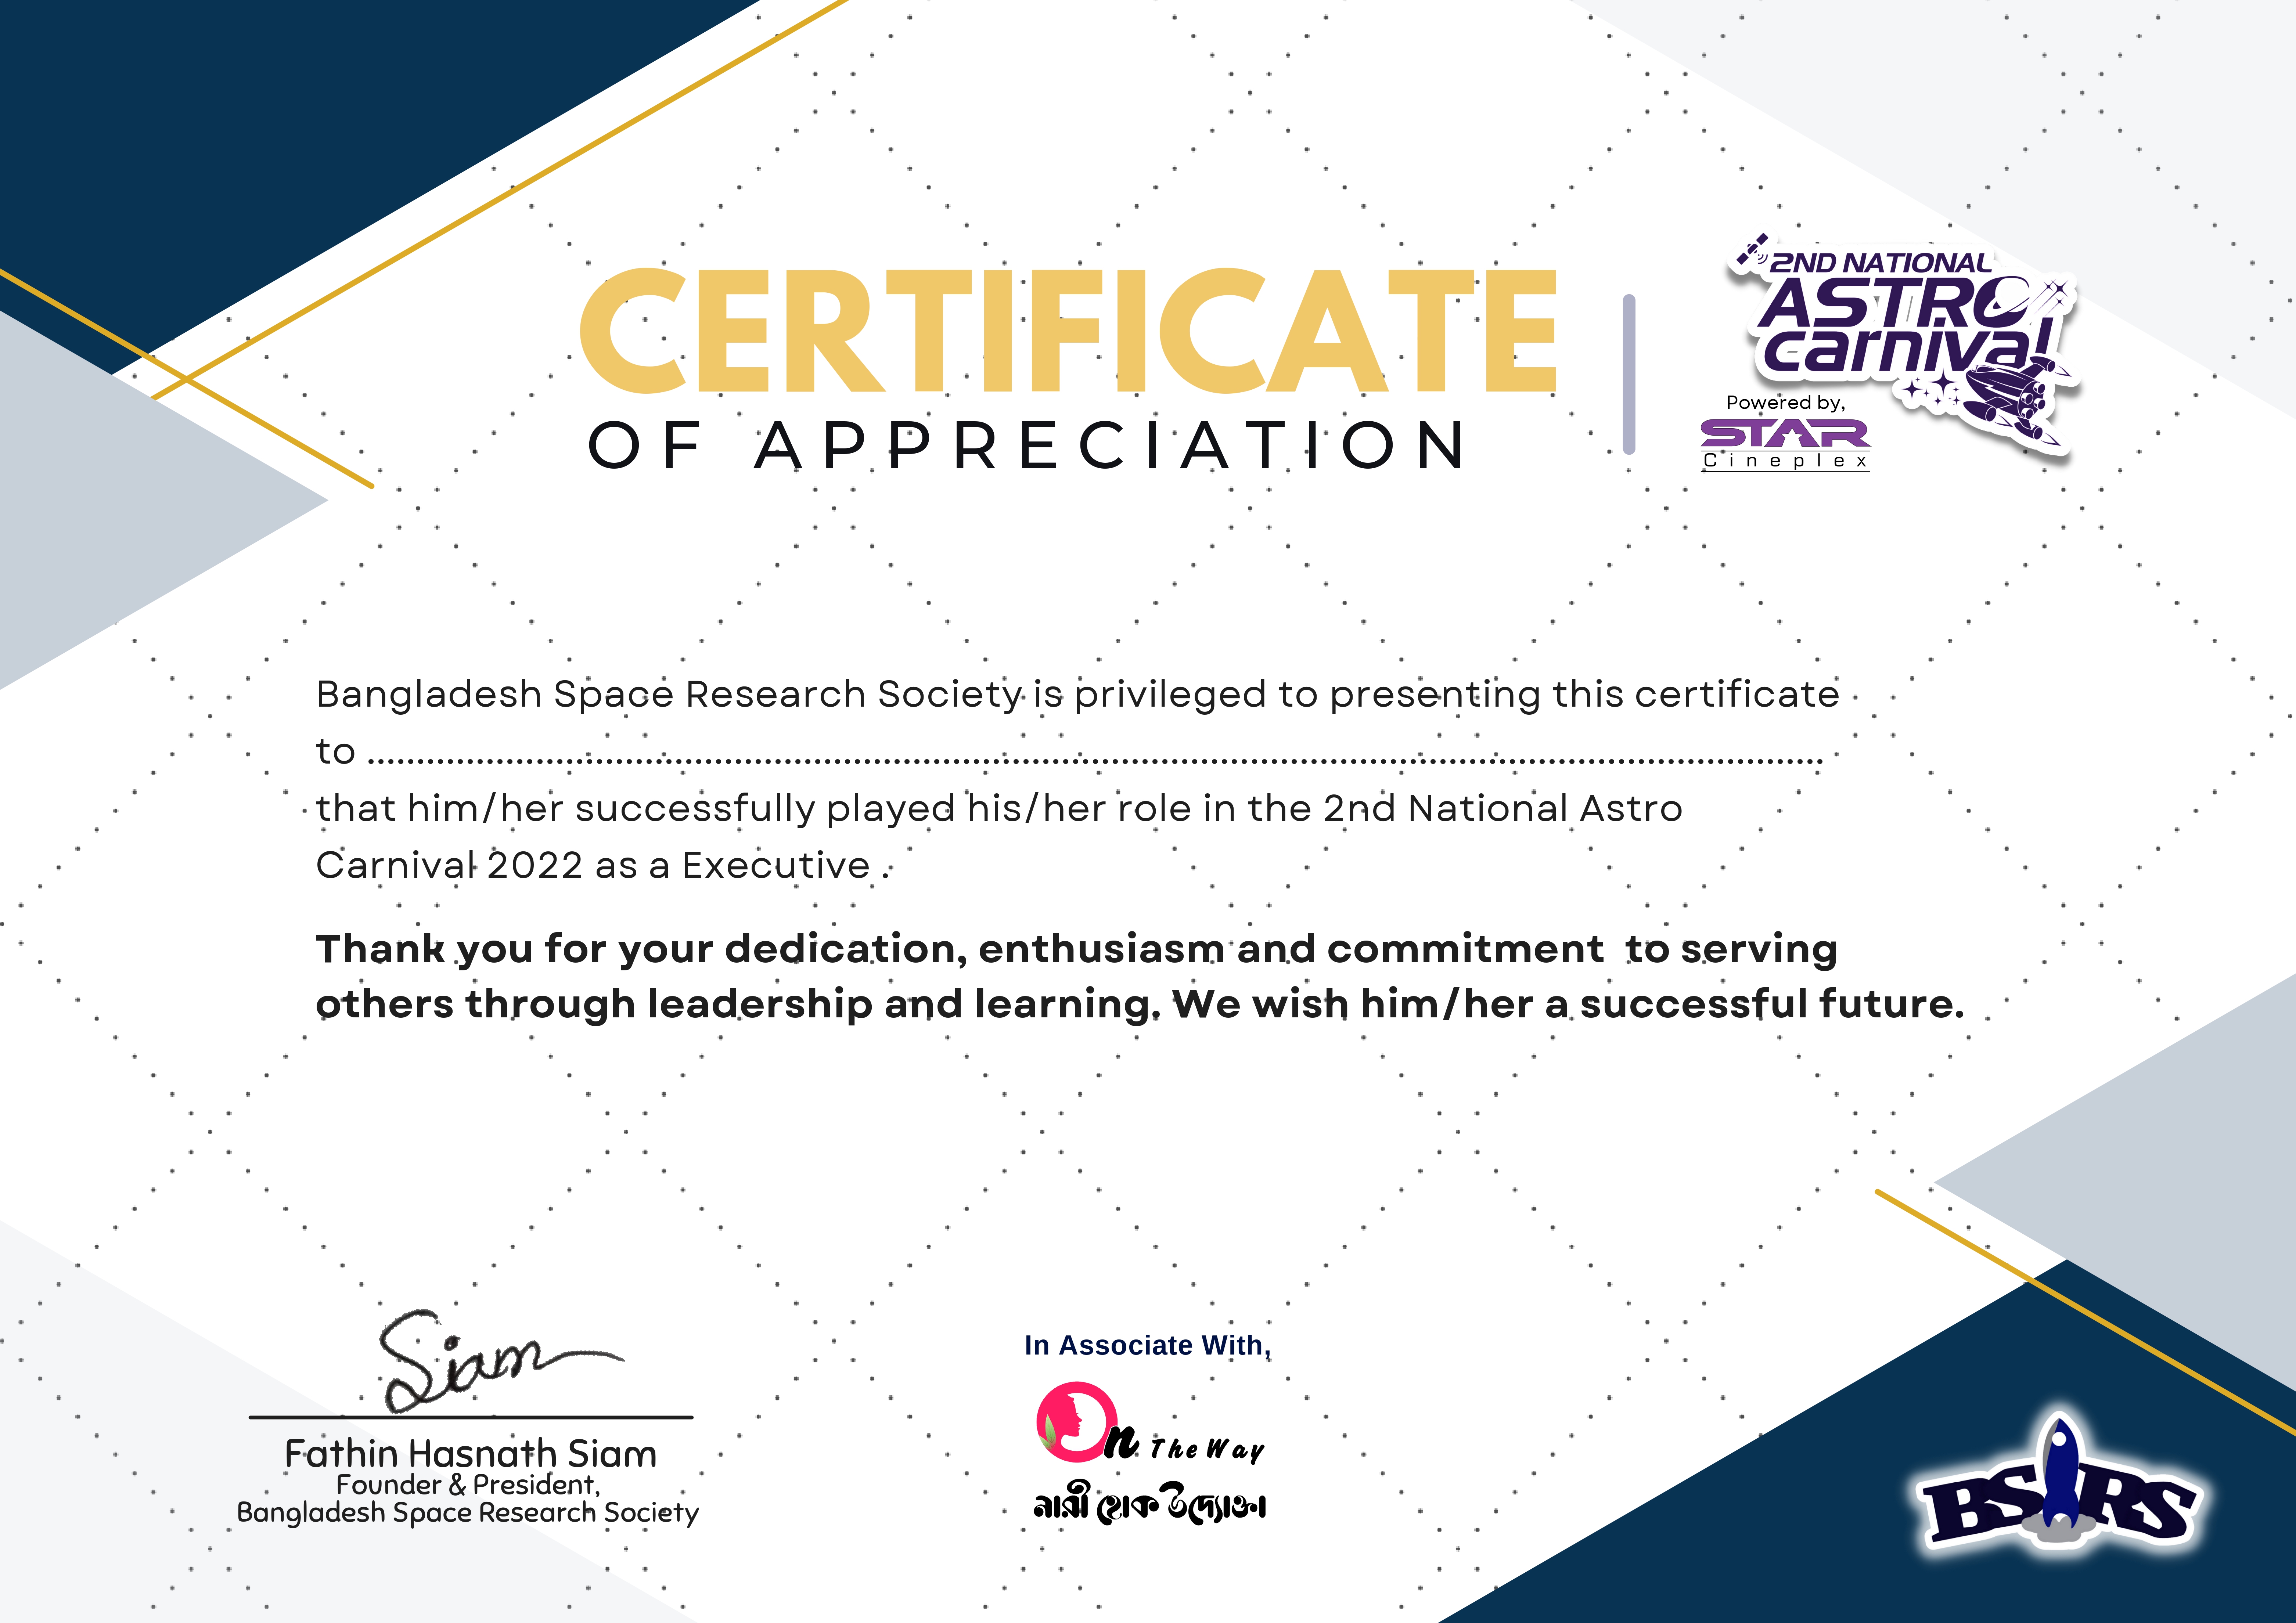 CERTIFICATE
OF APPRECIATION
2ND NATIONAL
ASTRO
carnival
Powered by,
STAR
Cineplex
Bangladesh Space Research Society is privileged to presenting this certificate
to ....................................................................................................................................................
that him/her successfully played his/her role in the 2nd National Astro
Carnival 2022 as a Executive .
Thank you for your dedication, enthusiasm and commitment to serving
others through leadership and learning. We wish him/her a successful future.
Siam
Fathin Hasnath Siam
Founder & President,
Bangladesh Space Research Society
In Associate With,
On The Way
নারী হোক উদ্যোক্তা
BSRS